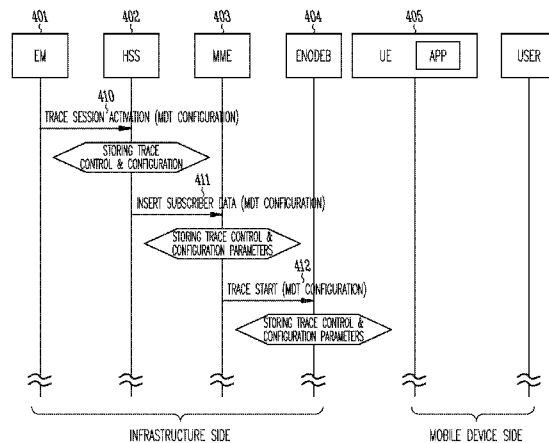 401
402
403
404
405
EM
HSS
MME
ENODEB
UE
APP
USER
410
TRACE SESSION ACTIVATION (MDT CONFIGURATION)
STORING TRACE
CONTROL & CONFIGURATION
411
INSERT SUBSCRIBER DATA (MDT CONFIGURATION)
STORING TRACE CONTROL &
CONFIGURATION PARAMETERS
412
TRACE START (MDT CONFIGURATION)
STORING TRACE CONTROL &
CONFIGURATION PARAMETERS
INFRASTRUCTURE SIDE
MOBILE DEVICE SIDE